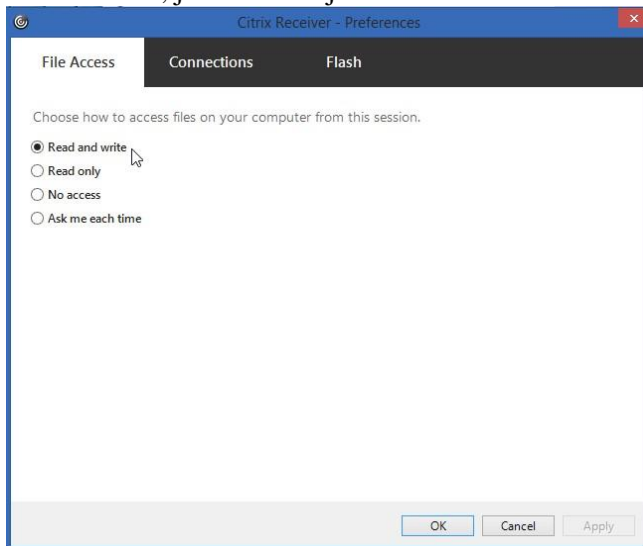 Citrix Receiver - Preferences
File Access Connections Flash
Choose how to access files on your computer from this session.
Read and write
Read only
No access
Ask me each time
OK Cancel Apply